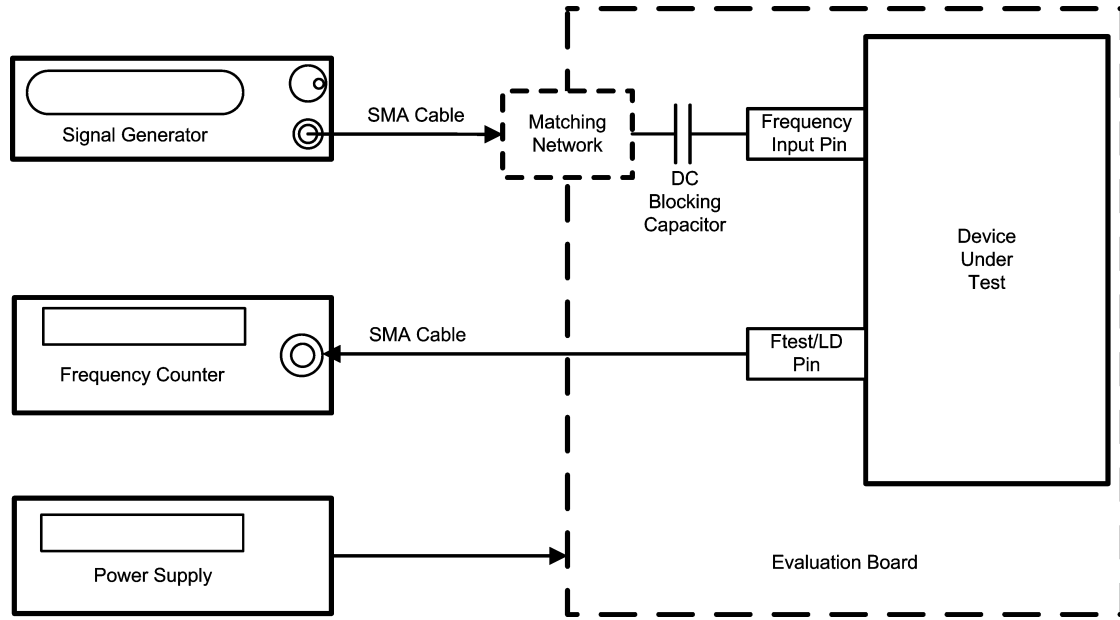 Signal Generator
SMA Cable
Matching
Network
DC
Blocking
Capacitor
Frequency
Input Pin
Device
Under
Test
Frequency Counter
SMA Cable
Ftest/LD
Pin
Power Supply
Evaluation Board